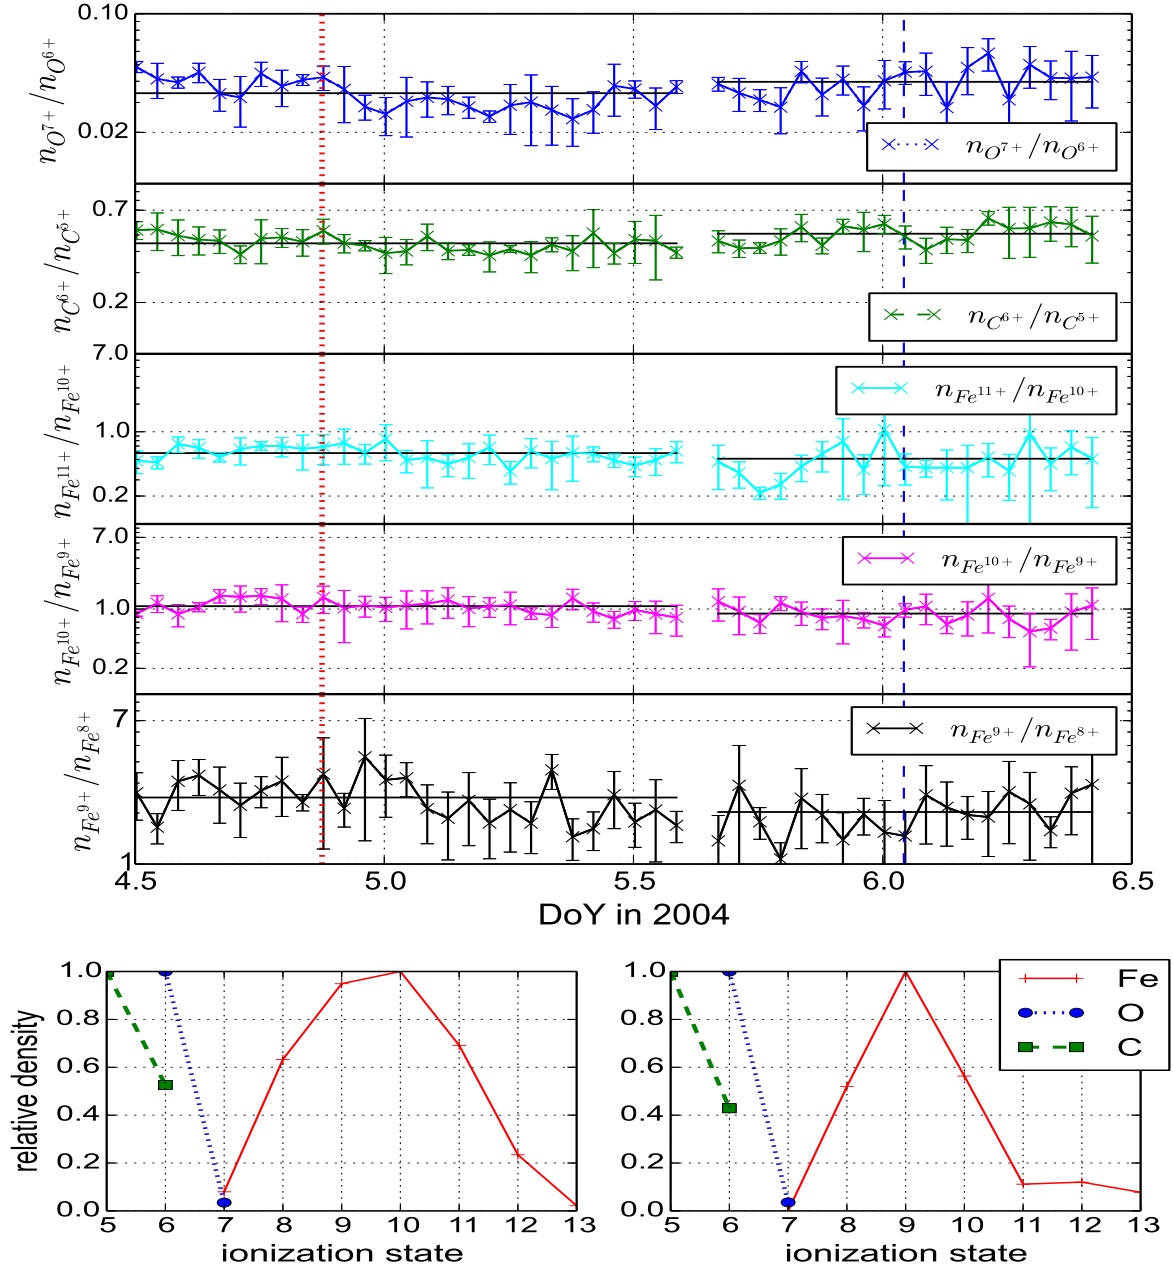 0.10
0.02
n_{O^{7+}}/n_{O^{6+}}
n_{O^{7+}}/n_{O^{6+}}
0.7
0.2
n_{C^{6+}}/n_{C^{5+}}
n_{C^{6+}}/n_{C^{5+}}
7.0
1.0
0.2
n_{Fe^{11+}}/n_{Fe^{10+}}
n_{Fe^{11+}}/n_{Fe^{10+}}
7.0
1.0
0.2
n_{Fe^{10+}}/n_{Fe^{9+}}
n_{Fe^{10+}}/n_{Fe^{9+}}
7
1
n_{Fe^{9+}}/n_{Fe^{8+}}
n_{Fe^{9+}}/n_{Fe^{8+}}
4.5 5.0 5.5 6.0 6.5
DoY in 2004
1.0
0.8
0.6
0.4
0.2
0.0
relative density
5 6 7 8 9 10 11 12 13
ionization state
1.0
0.8
0.6
0.4
0.2
0.0
Fe
O
C
5 6 7 8 9 10 11 12 13
ionization state